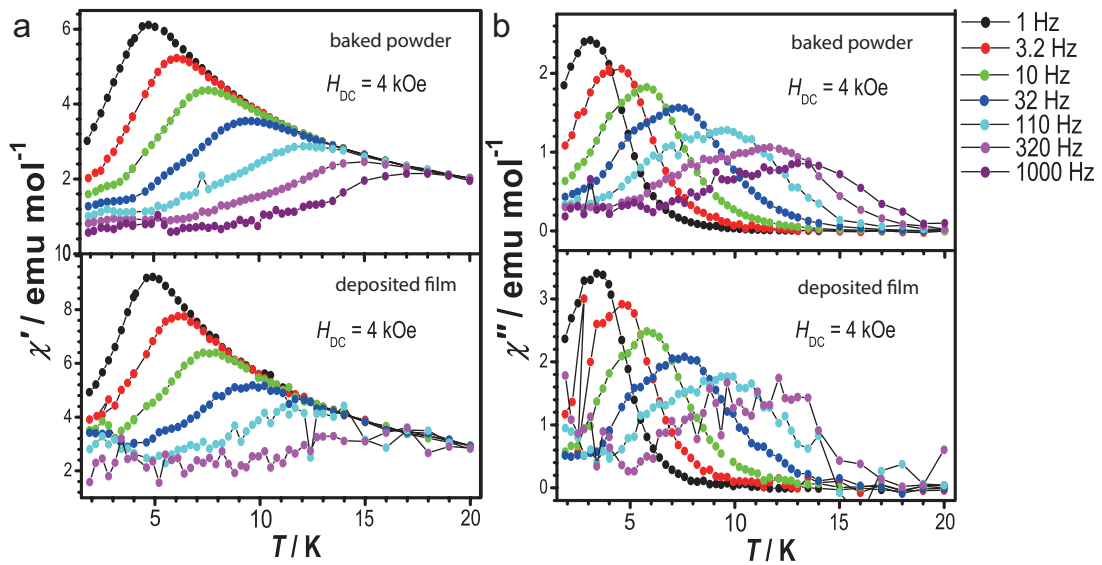 a
baked powder
H_DC = 4 kOe
6
4
2
10
deposited film
H_DC = 4 kOe
8
6
4
2
5
10
15
20
χ′ / emu mol⁻¹
T / K
b
baked powder
H_DC = 4 kOe
2
1
0
deposited film
H_DC = 4 kOe
3
2
1
0
5
10
15
20
χ″ / emu mol⁻¹
T / K
1 Hz
3.2 Hz
10 Hz
32 Hz
110 Hz
320 Hz
1000 Hz